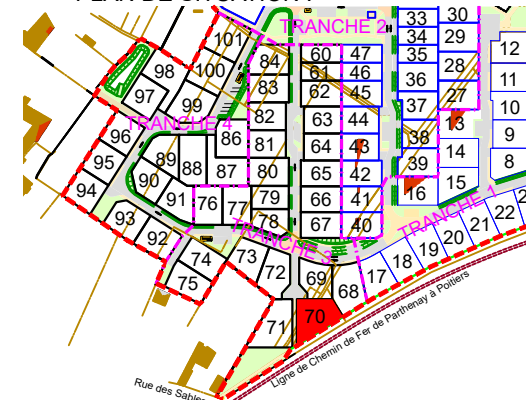 TRANCHE 2
33 30
101 34 29
60 47 35 12
84 61 46 28
98 100 36 11
83 62 45
97 27
99 37 10
82 63 44 13
TRANCHE 4
96 86 38 9
81 64 43 14
89 39 8
95 88 87 80 65 42
90 16 15
94 91 76 77 79 66 41
93 78 67 40
TRANCHE 3
TRANCHE 1
92 22
21
74 73 20
72 69 19
75 18
68 17
70
71
Ligne de Chemin de Fer de Parthenay à Poitiers
Rue des Sables